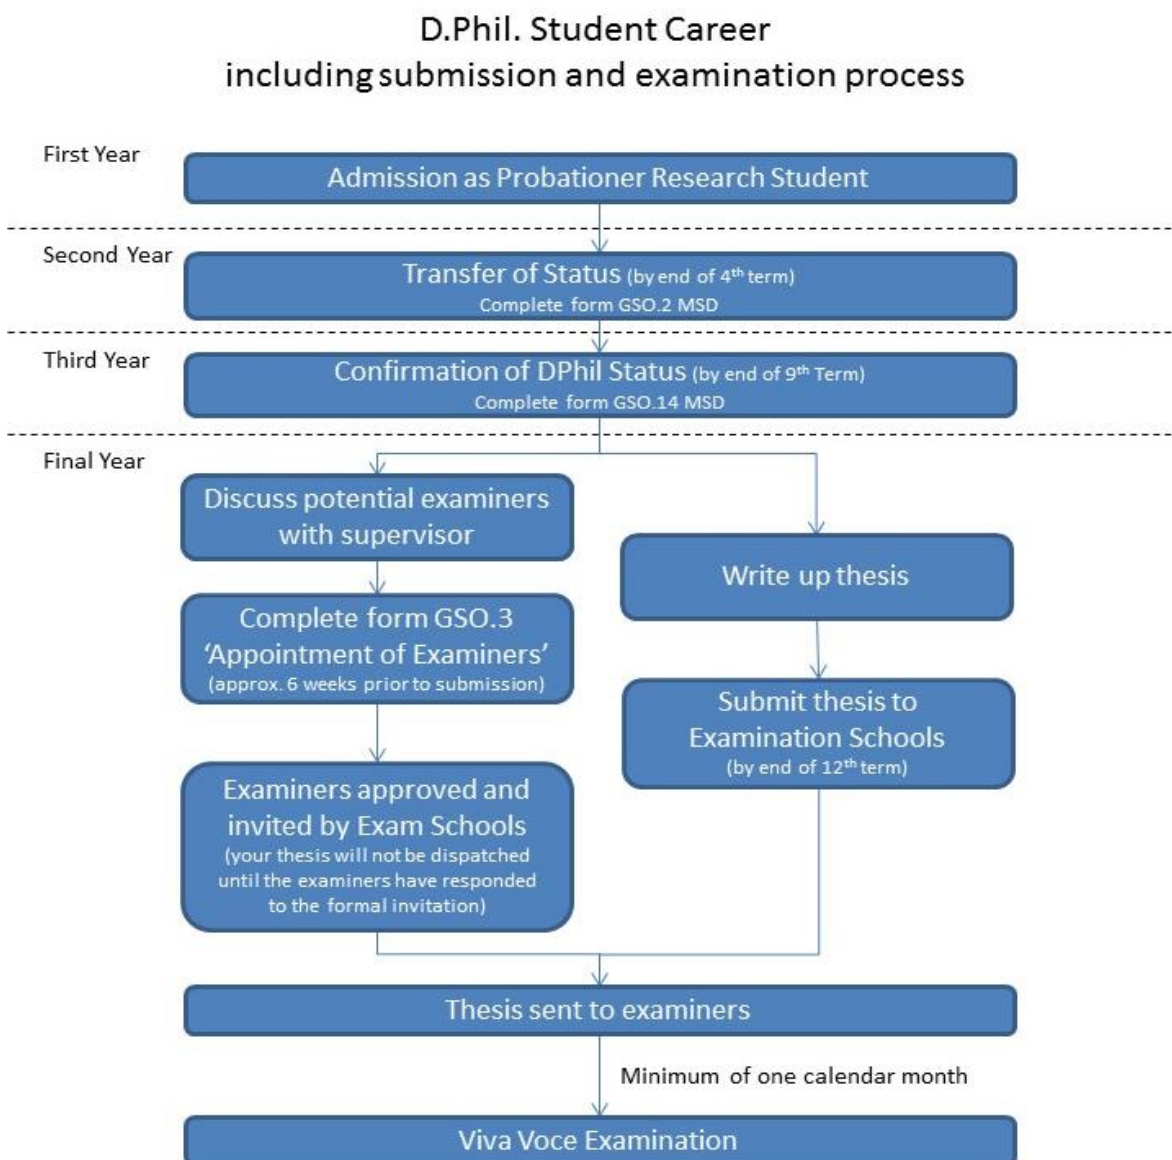 D.Phil. Student Career
including submission and examination process
First Year
Admission as Probationer Research Student
Second Year
Transfer of Status (by end of 4th term)
Complete form GSO.2 MSD
Third Year
Confirmation of DPhil Status (by end of 9th Term)
Complete form GSO.14 MSD
Final Year
Discuss potential examiners
with supervisor
Complete form GSO.3
‘Appointment of Examiners’
(approx. 6 weeks prior to submission)
Examiners approved and
invited by Exam Schools
(your thesis will not be dispatched
until the examiners have responded
to the formal invitation)
Write up thesis
Submit thesis to
Examination Schools
(by end of 12th term)
Thesis sent to examiners
Minimum of one calendar month
Viva Voce Examination